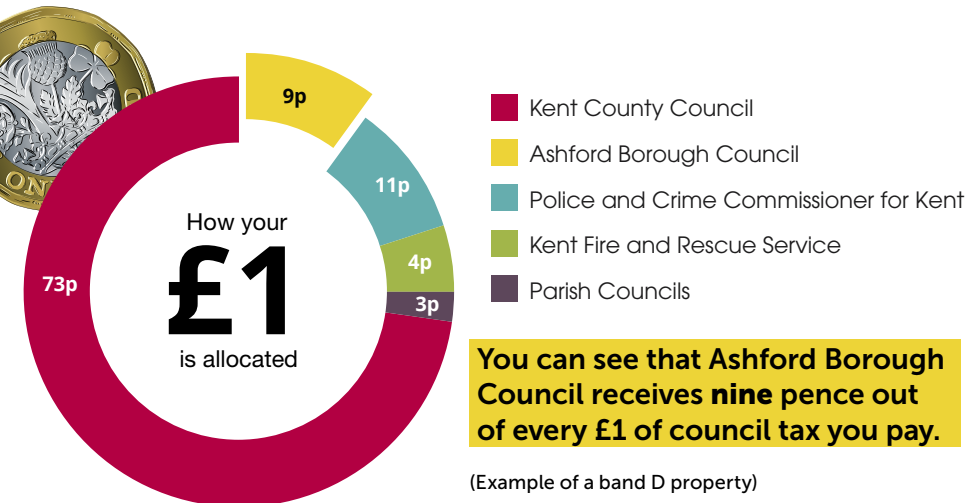 ON
9p
11p
4p
3p
73p
How your
£1
is allocated
Kent County Council
Ashford Borough Council
Police and Crime Commissioner for Kent
Kent Fire and Rescue Service
Parish Councils
You can see that Ashford Borough
Council receives nine pence out
of every £1 of council tax you pay.
(Example of a band D property)